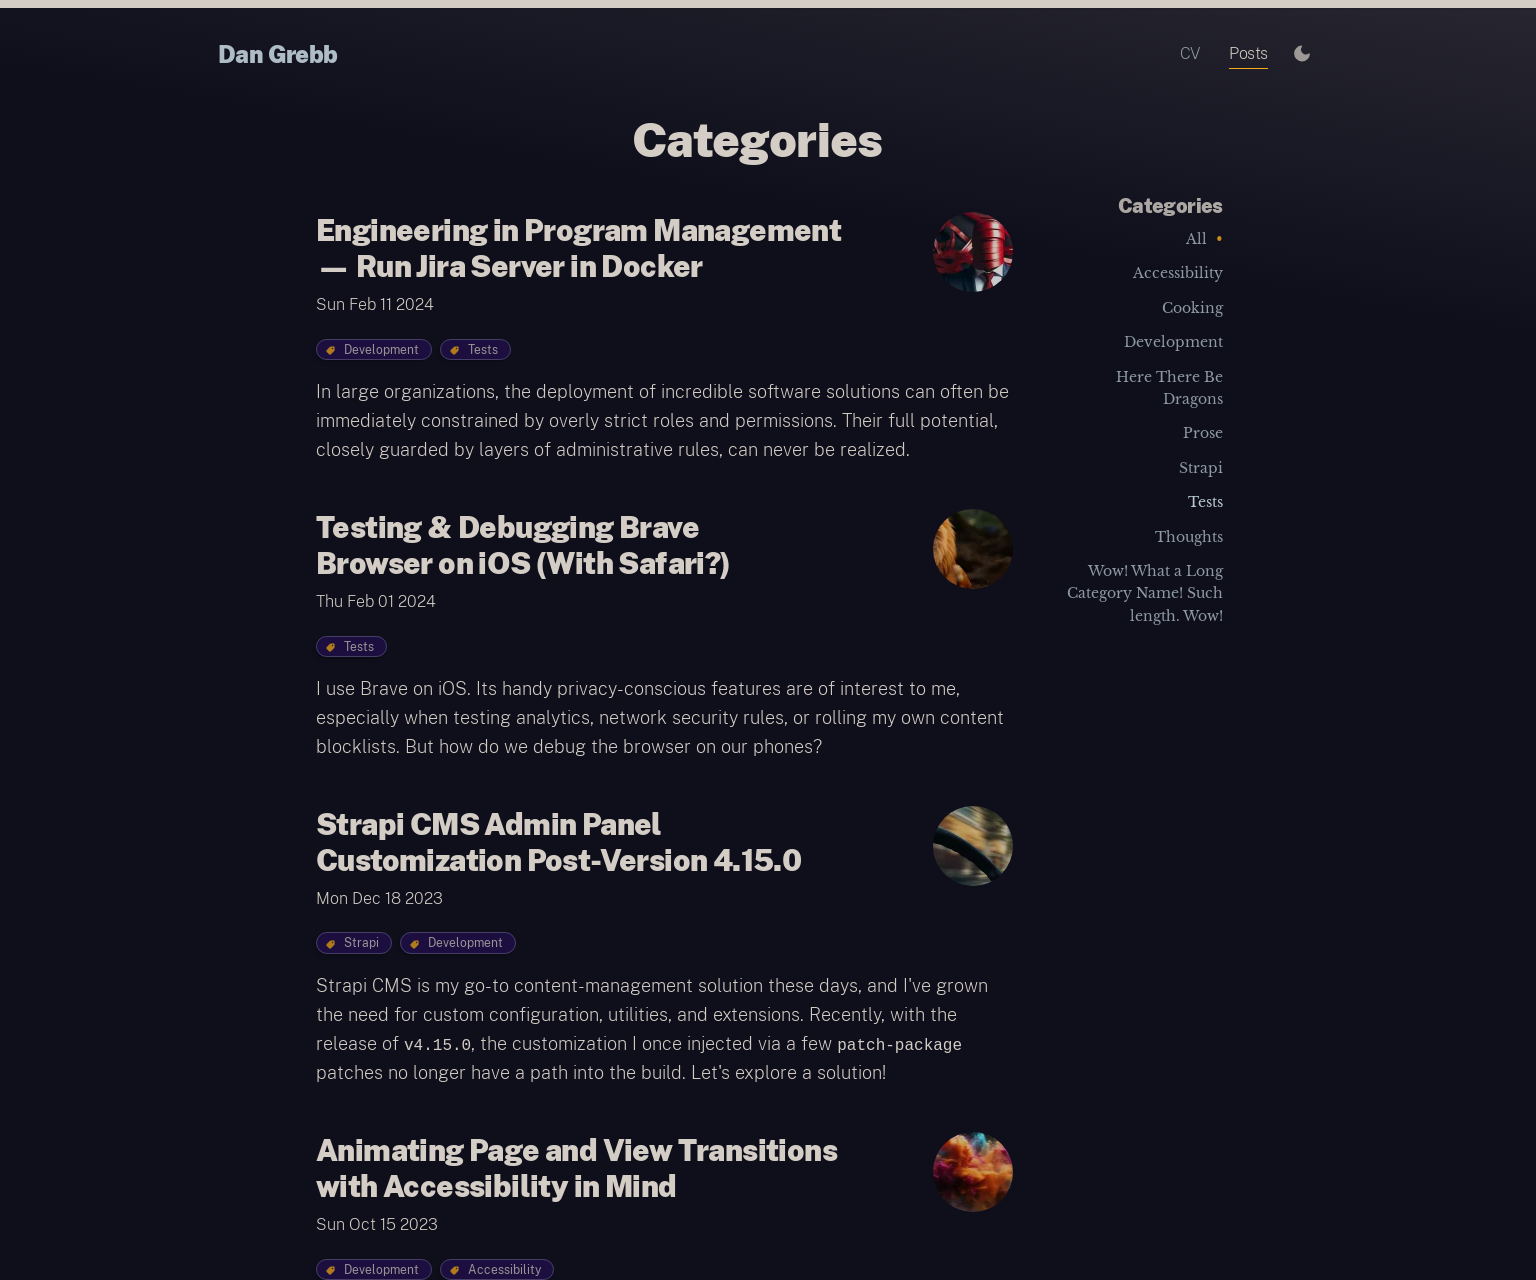 Dan Grebb
CV
Posts
Categories
Engineering in Program Management
— Run Jira Server in Docker
Sun Feb 11 2024
Development
Tests
In large organizations, the deployment of incredible software solutions can often be
immediately constrained by overly strict roles and permissions. Their full potential,
closely guarded by layers of administrative rules, can never be realized.
Testing & Debugging Brave
Browser on iOS (With Safari?)
Thu Feb 01 2024
Tests
I use Brave on iOS. Its handy privacy-conscious features are of interest to me,
especially when testing analytics, network security rules, or rolling my own content
blocklists. But how do we debug the browser on our phones?
Strapi CMS Admin Panel
Customization Post-Version 4.15.0
Mon Dec 18 2023
Strapi
Development
Strapi CMS is my go-to content-management solution these days, and I've grown
the need for custom configuration, utilities, and extensions. Recently, with the
release of v4.15.0, the customization I once injected via a few patch-package
patches no longer have a path into the build. Let's explore a solution!
Animating Page and View Transitions
with Accessibility in Mind
Sun Oct 15 2023
Development
Accessibility
Categories
All •
Accessibility
Cooking
Development
Here There Be
Dragons
Prose
Strapi
Tests
Thoughts
Wow! What a Long
Category Name! Such
length. Wow!